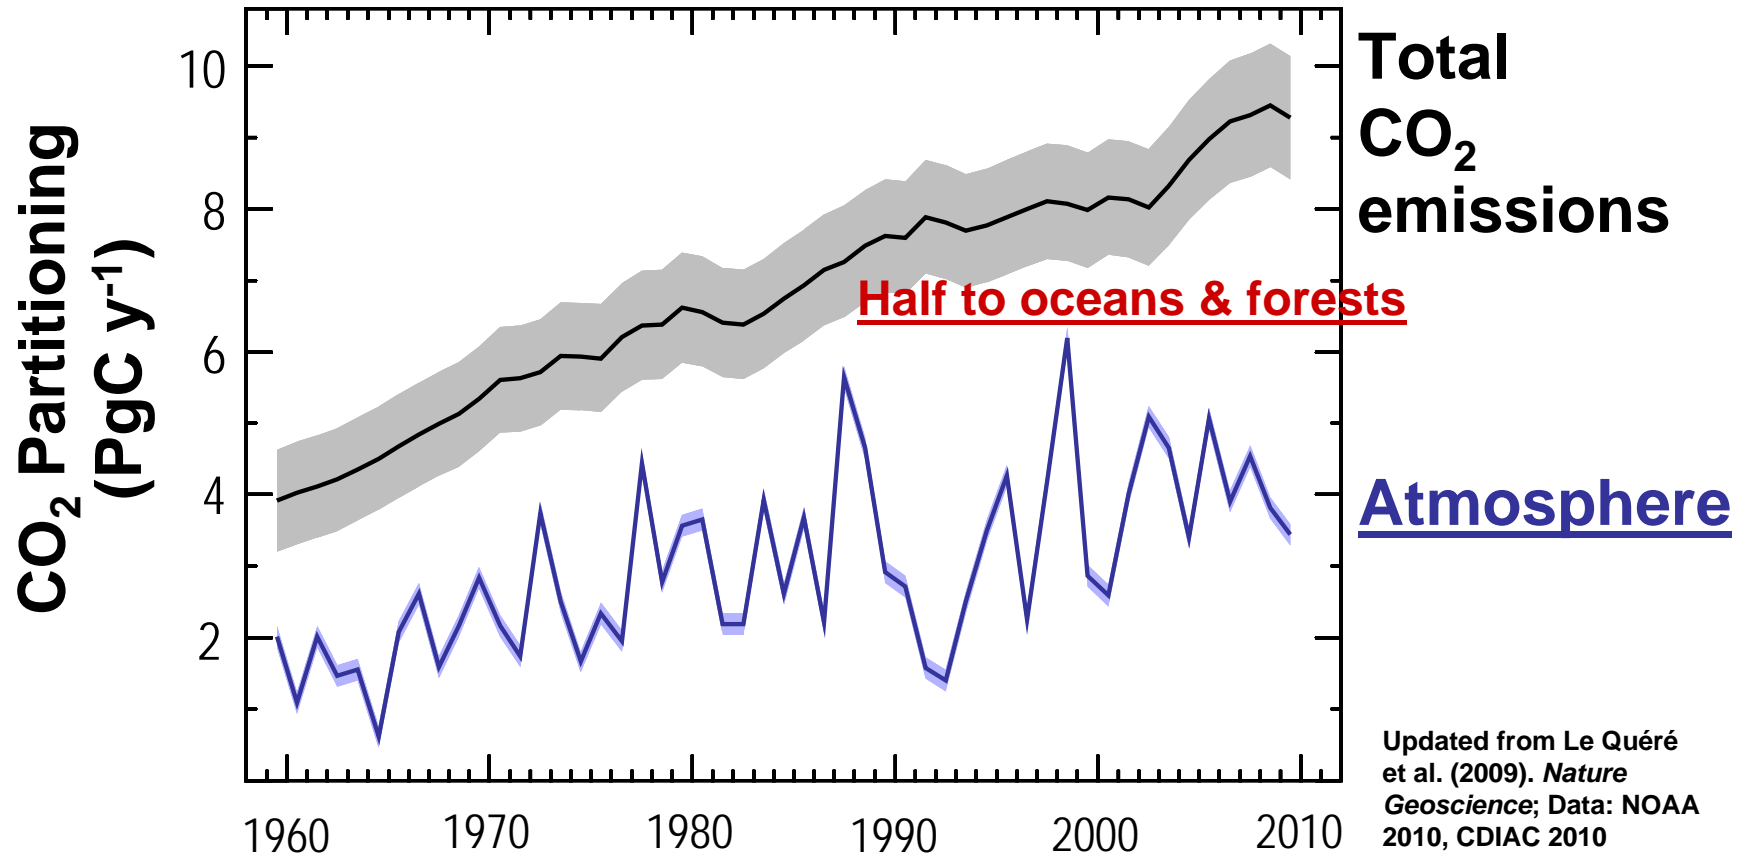 Total
CO₂
emissions
CO₂ Partitioning
(PgC y⁻¹)
10
8
6
4
2
Half to oceans & forests
Atmosphere
1960 1970 1980 1990 2000 2010
Updated from Le Quéré
et al. (2009). Nature
Geoscience; Data: NOAA
2010, CDIAC 2010